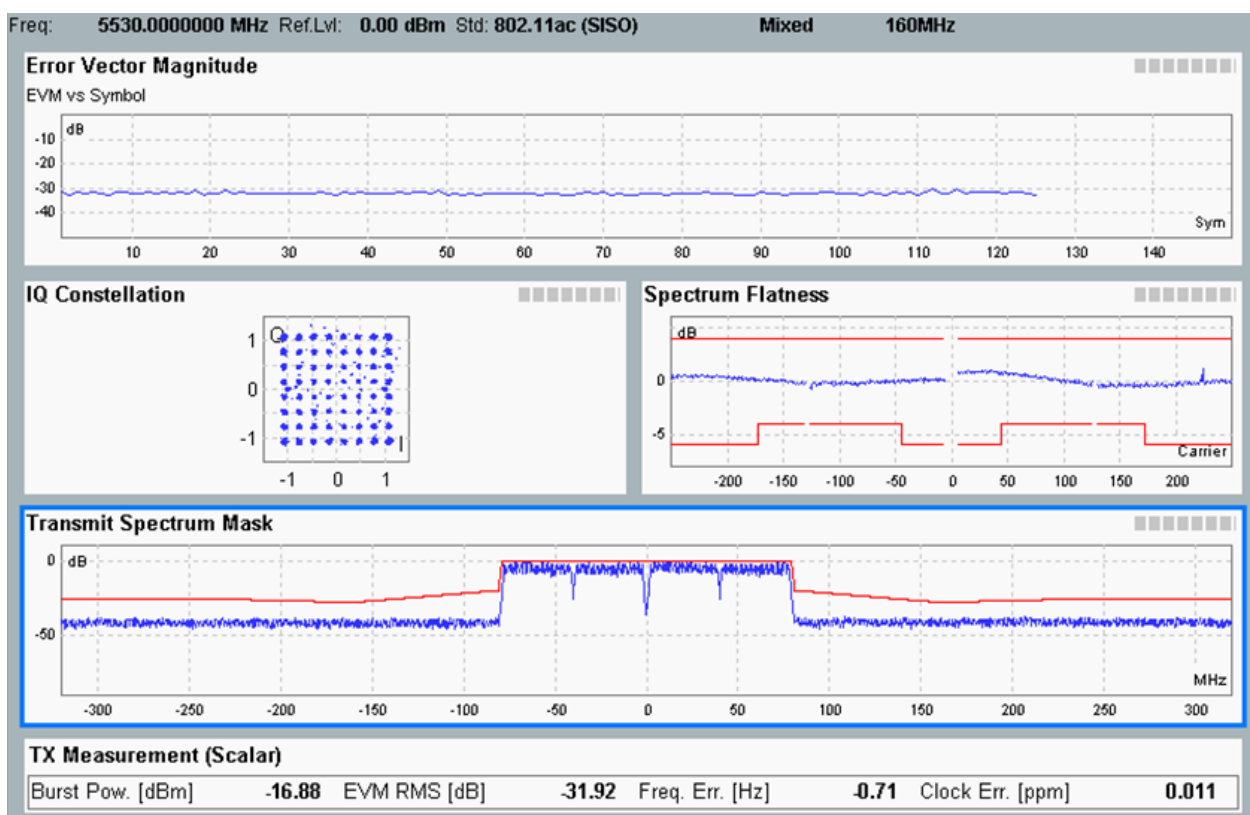 Freq: 5530.0000000 MHz Ref.Lvl: 0.00 dBm Std: 802.11ac (SISO) Mixed 160MHz
Error Vector Magnitude
EVM vs Symbol
dB
-10
-20
-30
-40
Sym
10 20 30 40 50 60 70 80 90 100 110 120 130 140
IQ Constellation
Q
1
0
-1
I
-1 0 1
Spectrum Flatness
dB
0
-5
Carrier
-200 -150 -100 -50 0 50 100 150 200
Transmit Spectrum Mask
0 dB
-50
MHz
-300 -250 -200 -150 -100 -50 0 50 100 150 200 250 300
TX Measurement (Scalar)
Burst Pow. [dBm] -16.88 EVM RMS [dB] -31.92 Freq. Err. [Hz] -0.71 Clock Err. [ppm] 0.011